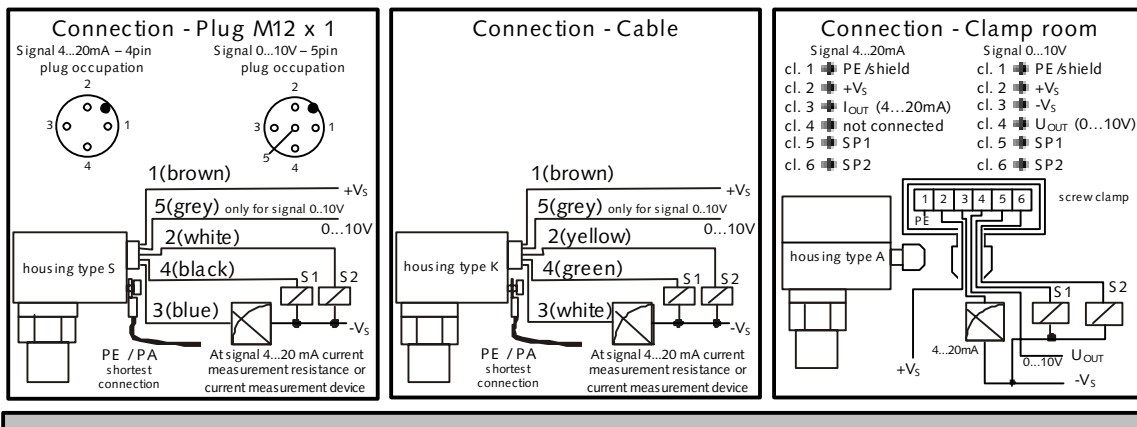 Connection - Plug M12 x 1
Signal 4...20mA – 4pin
plug occupation
Signal 0...10V – 5pin
plug occupation
2
3
1
4
2
3
1
5
4
1(brown)
+VS
5(grey) only for signal 0..10V
0...10V
2(white)
housing type S
4(black)
S1
S2
3(blue)
-VS
PE / PA
shortest
connection
At signal 4...20 mA current
measurement resistance or
current measurement device
Connection - Cable
1(brown)
+VS
5(grey) only for signal 0..10V
0...10V
2(yellow)
housing type K
4(green)
S1
S2
3(white)
-VS
PE / PA
shortest
connection
At signal 4...20 mA current
measurement resistance or
current measurement device
Connection - Clamp room
Signal 4...20mA
cl. 1 PE/shield
cl. 2 +VS
cl. 3 IOUT (4...20mA)
cl. 4 not connected
cl. 5 SP1
cl. 6 SP2
Signal 0...10V
cl. 1 PE/shield
cl. 2 +VS
cl. 3 -VS
cl. 4 UOUT (0...10V)
cl. 5 SP1
cl. 6 SP2
1 2 3 4 5 6
screw clamp
PE
housing type A
S1
S2
4...20mA
+VS
0...10V
UOUT
-VS